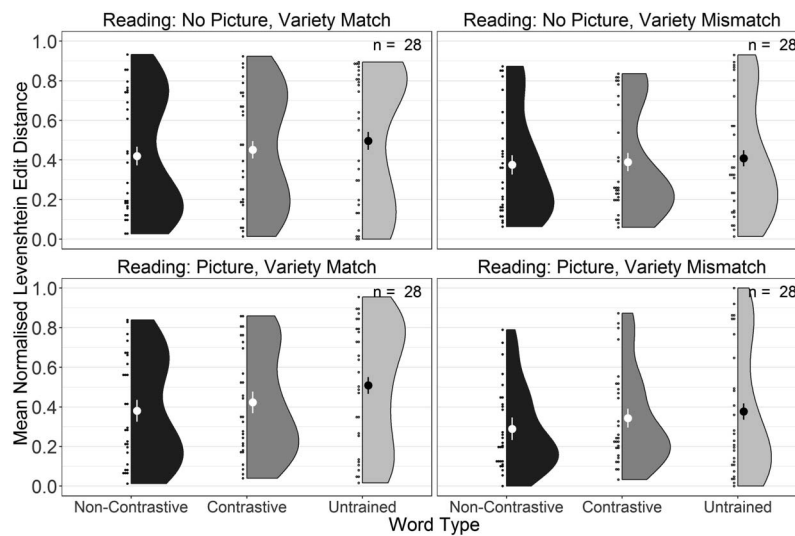 Reading: No Picture, Variety Match
Reading: No Picture, Variety Mismatch
n = 28
n = 28
1.0
0.8
0.6
0.4
0.2
0.0
Reading: Picture, Variety Match
Reading: Picture, Variety Mismatch
n = 28
n = 28
1.0
0.8
0.6
0.4
0.2
0.0
Mean Normalised Levenshtein Edit Distance
Non-Contrastive Contrastive Untrained
Non-Contrastive Contrastive Untrained
Word Type